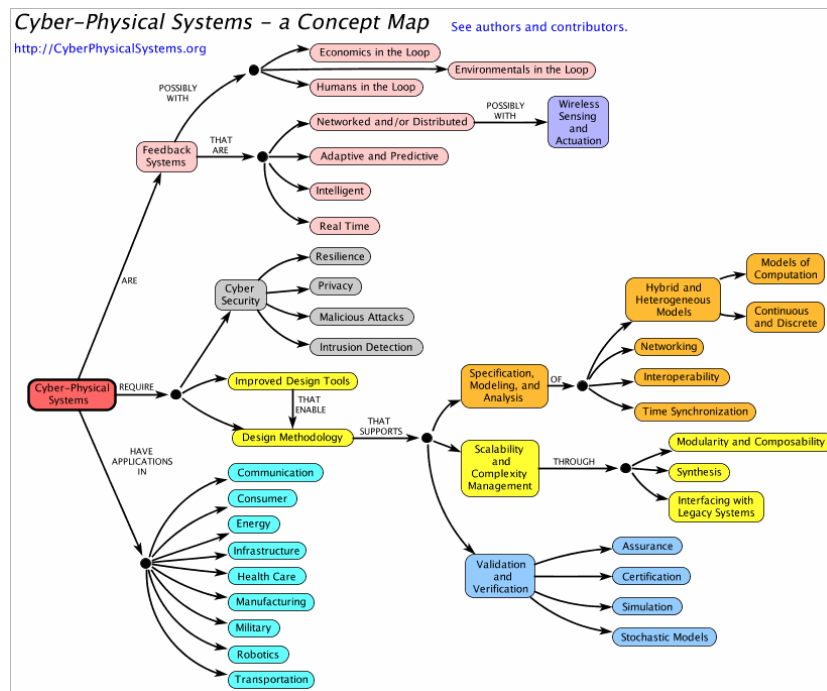 Cyber-Physical Systems - a Concept Map
See authors and contributors.
http://CyberPhysicalSystems.org
Economics in the Loop
Environmentals in the Loop
Humans in the Loop
POSSIBLY
WITH
Networked and/or Distributed
POSSIBLY
WITH
Wireless
Sensing
and
Actuation
Feedback
Systems
THAT
ARE
Adaptive and Predictive
Intelligent
Real Time
ARE
Resilience
Cyber
Security
Privacy
Malicious Attacks
Intrusion Detection
Models of
Computation
Hybrid and
Heterogeneous
Models
Continuous
and Discrete
Networking
Cyber-Physical
Systems
REQUIRE
Improved Design Tools
THAT
ENABLE
Design Methodology
THAT
SUPPORTS
Specification,
Modeling, and
Analysis
OF
Interoperability
Time Synchronization
Scalability
and
Complexity
Management
THROUGH
Modularity and Composability
Synthesis
Interfacing with
Legacy Systems
HAVE
APPLICATIONS
IN
Communication
Consumer
Energy
Infrastructure
Health Care
Manufacturing
Military
Robotics
Transportation
Validation
and
Verification
Assurance
Certification
Simulation
Stochastic Models